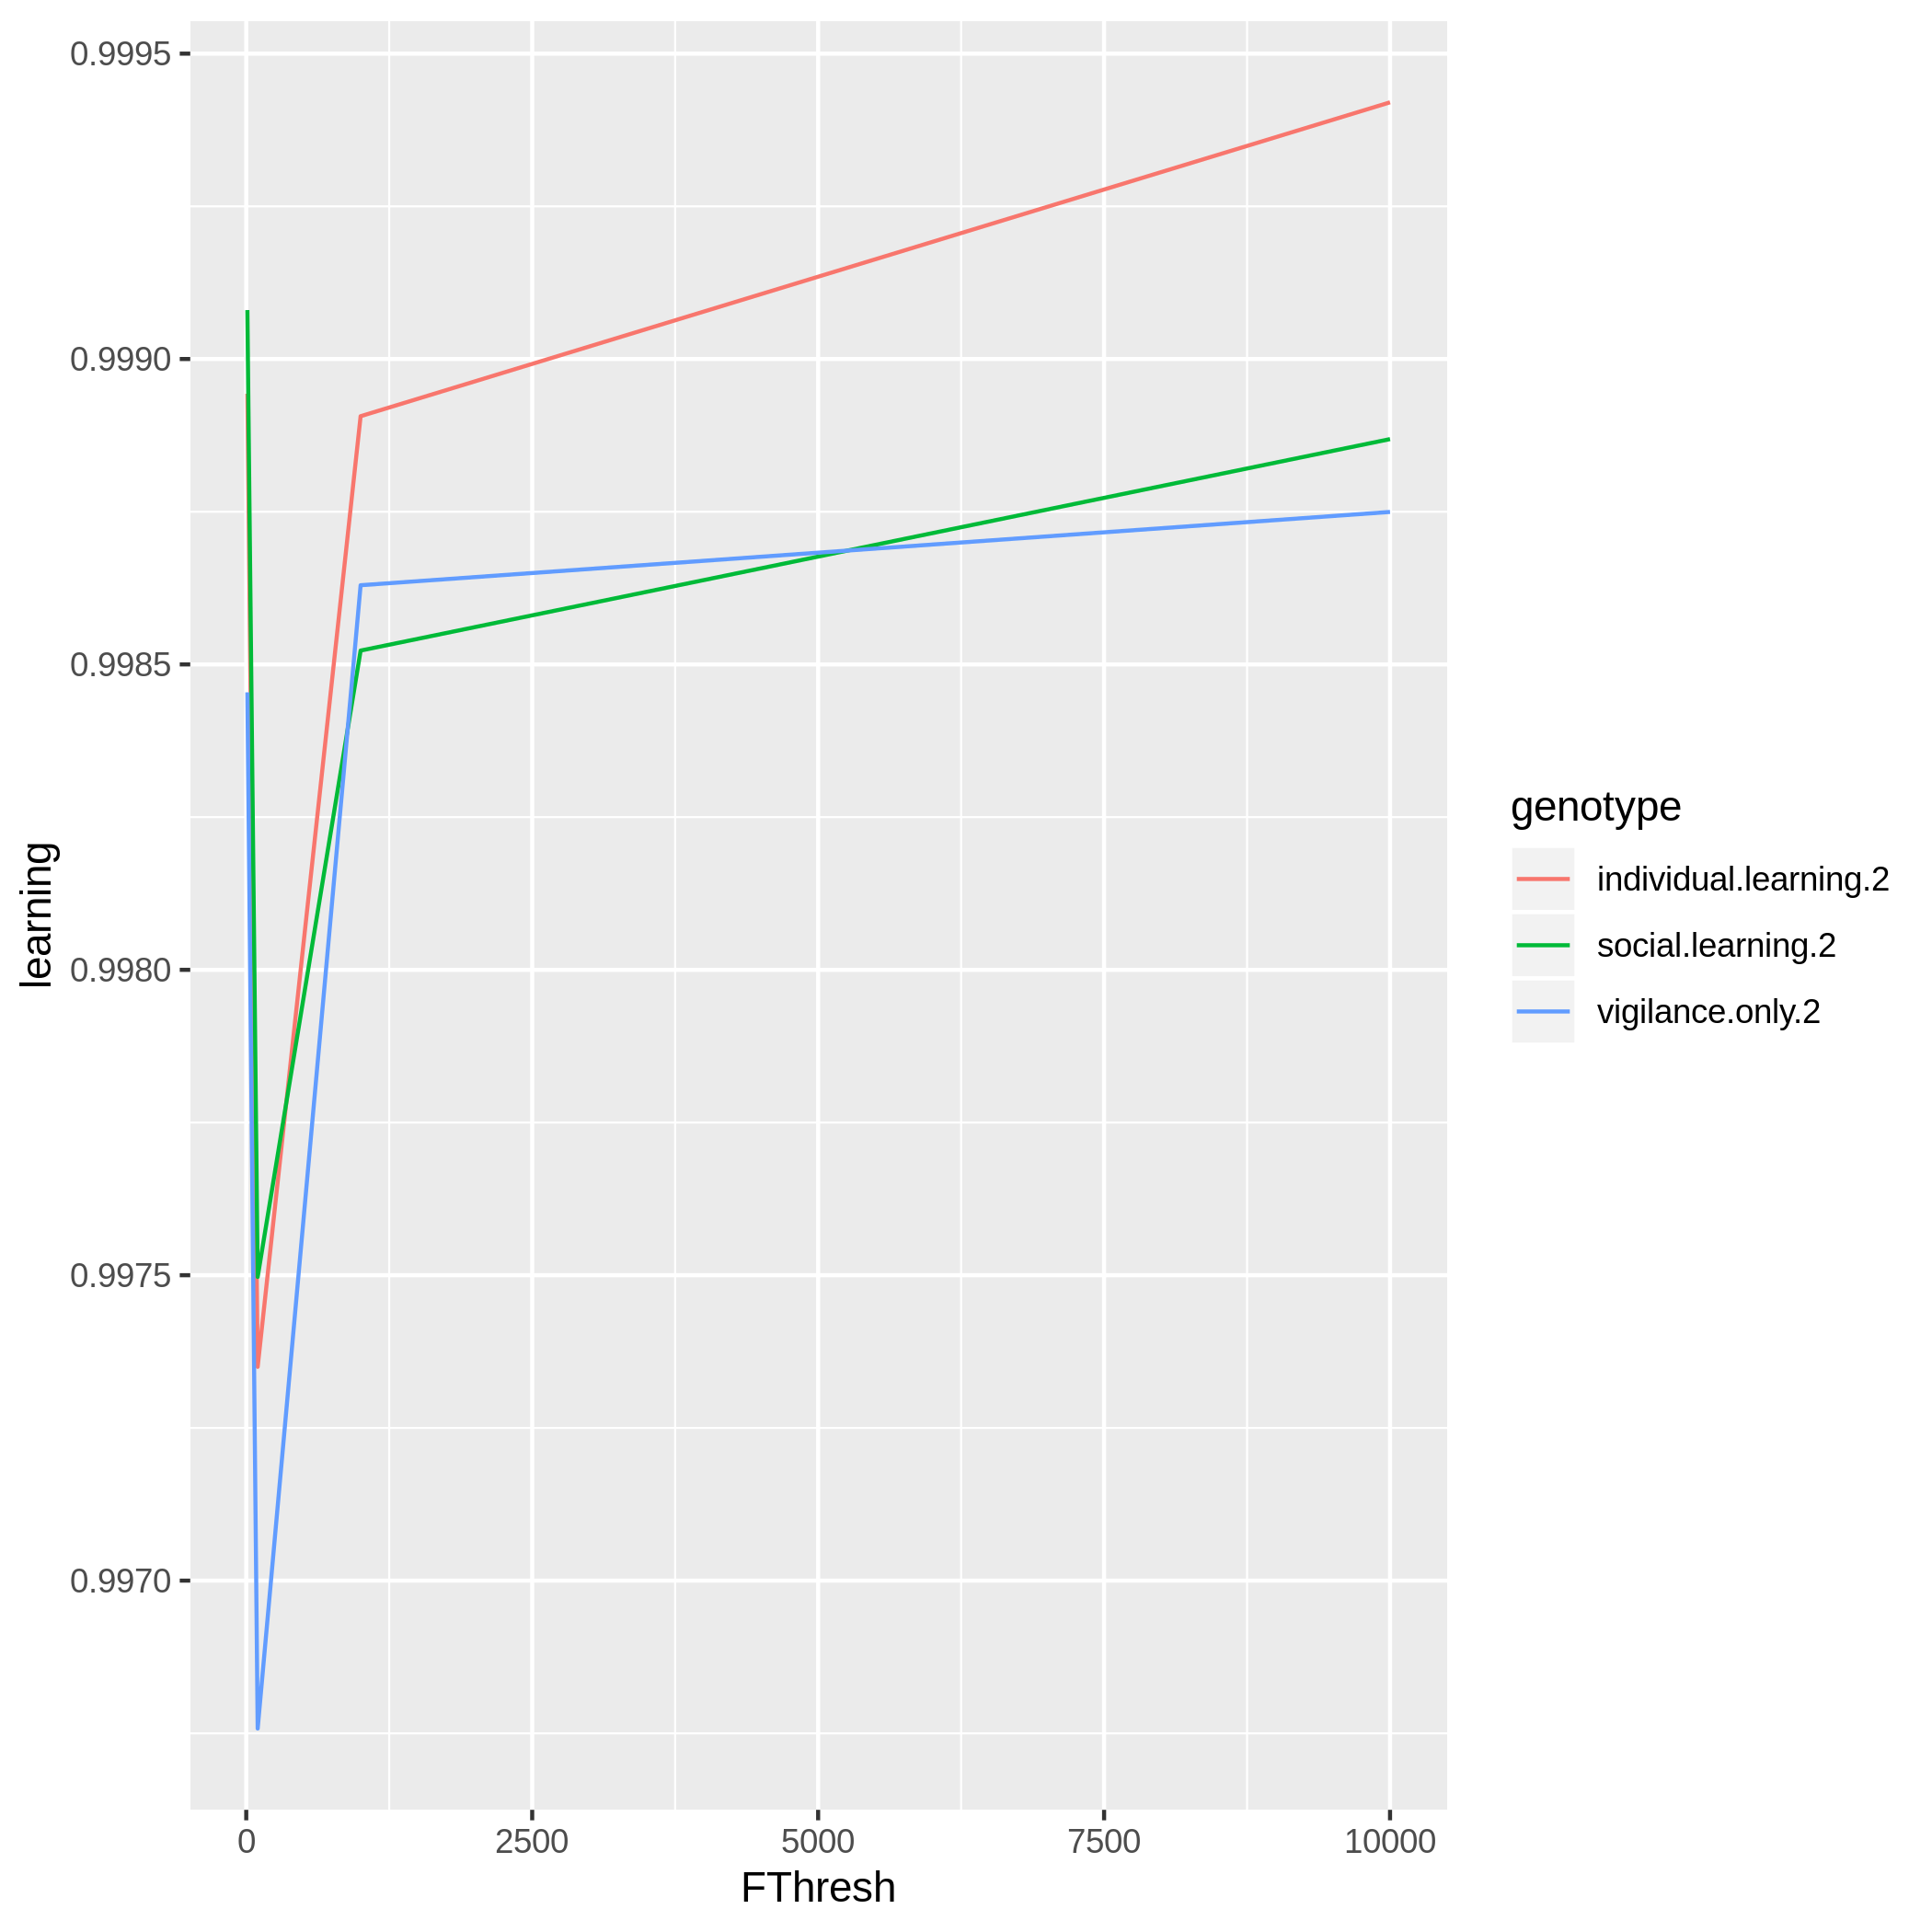 learning
0.9995
0.9990
0.9985
0.9980
0.9975
0.9970
0 2500 5000 7500 10000
FThresh
genotype
individual.learning.2
social.learning.2
vigilance.only.2